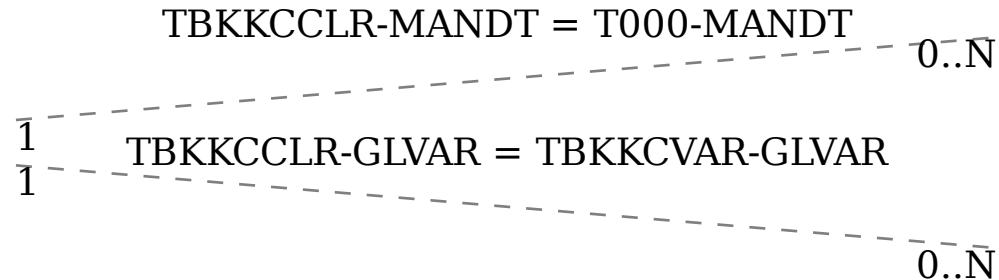 TBKKCCLR-MANDT = T000-MANDT
0..N
1
TBKKCCLR-GLVAR = TBKKCVAR-GLVAR
1
0..N